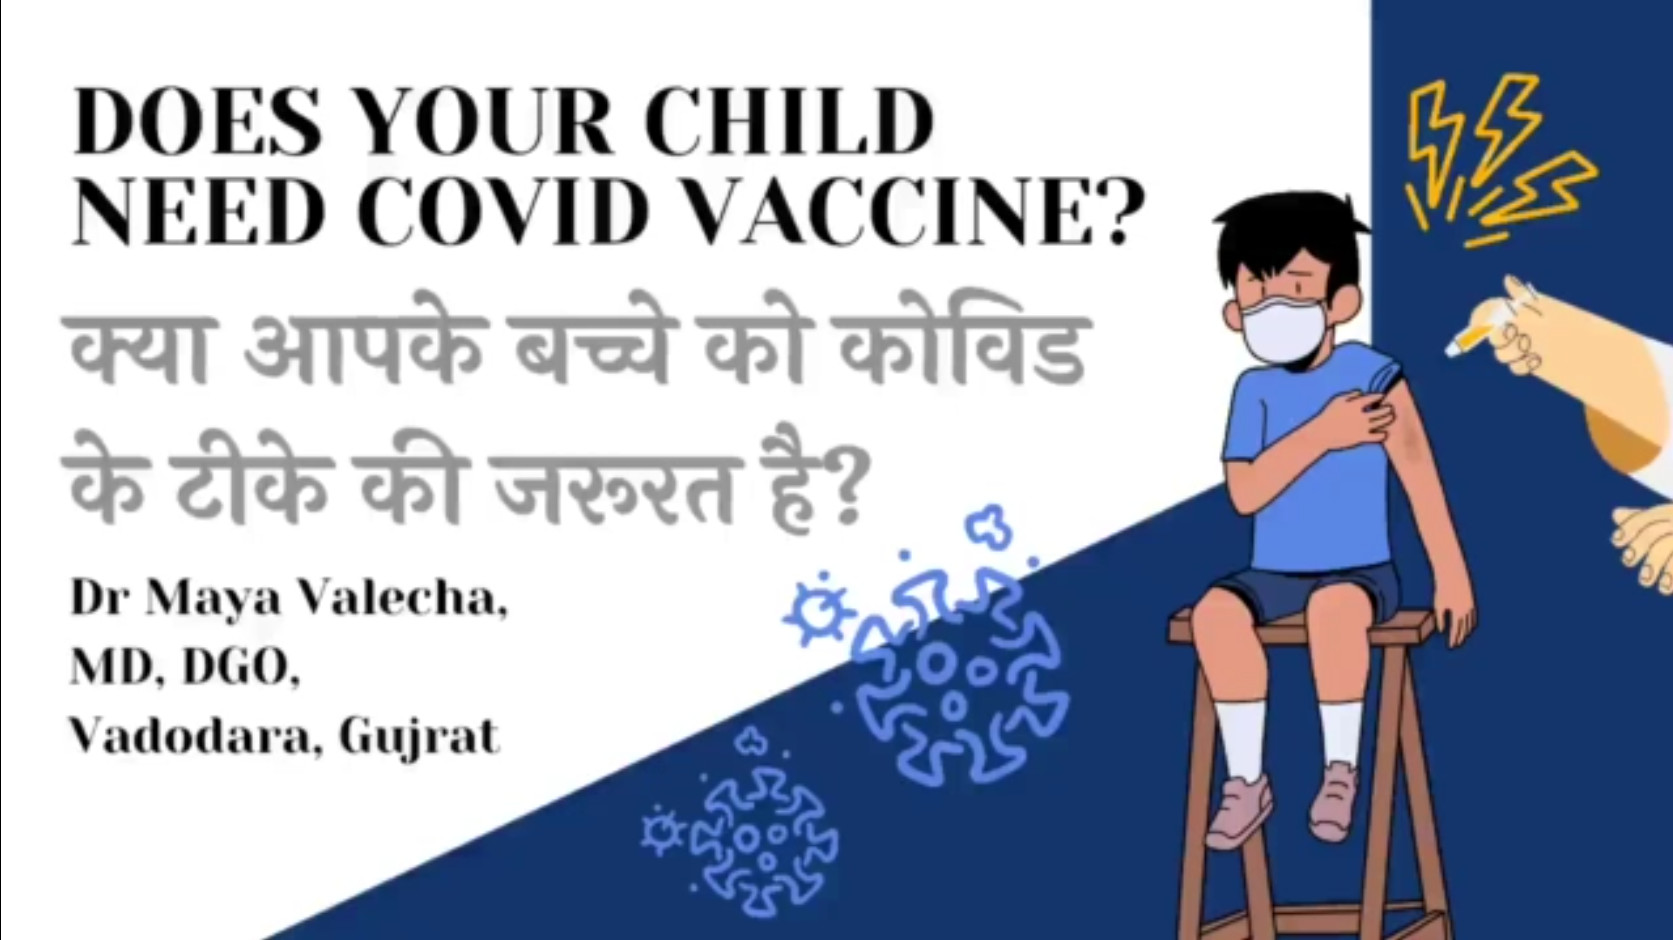 DOES YOUR CHILD
NEED COVID VACCINE?
क्या आपके बच्चे को कोविड
के टीके की जरूरत है?
Dr Maya Valecha,
MD, DGO,
Vadodara, Gujrat